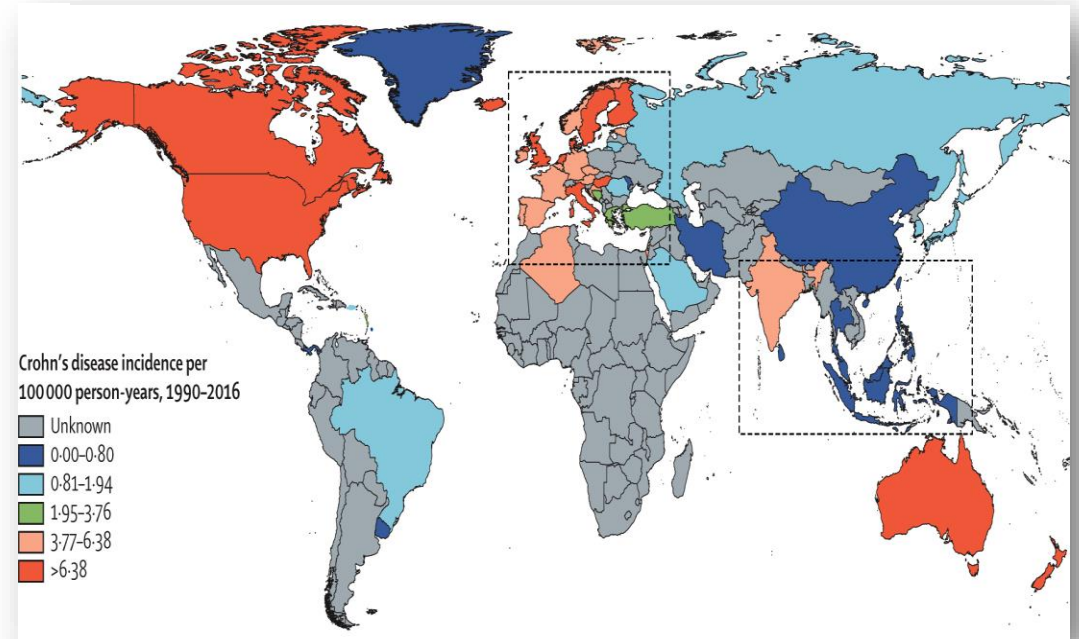 Crohn's disease incidence per
100 000 person-years, 1990–2016
Unknown
0·00–0·80
0·81–1·94
1·95–3·76
3·77–6·38
>6·38